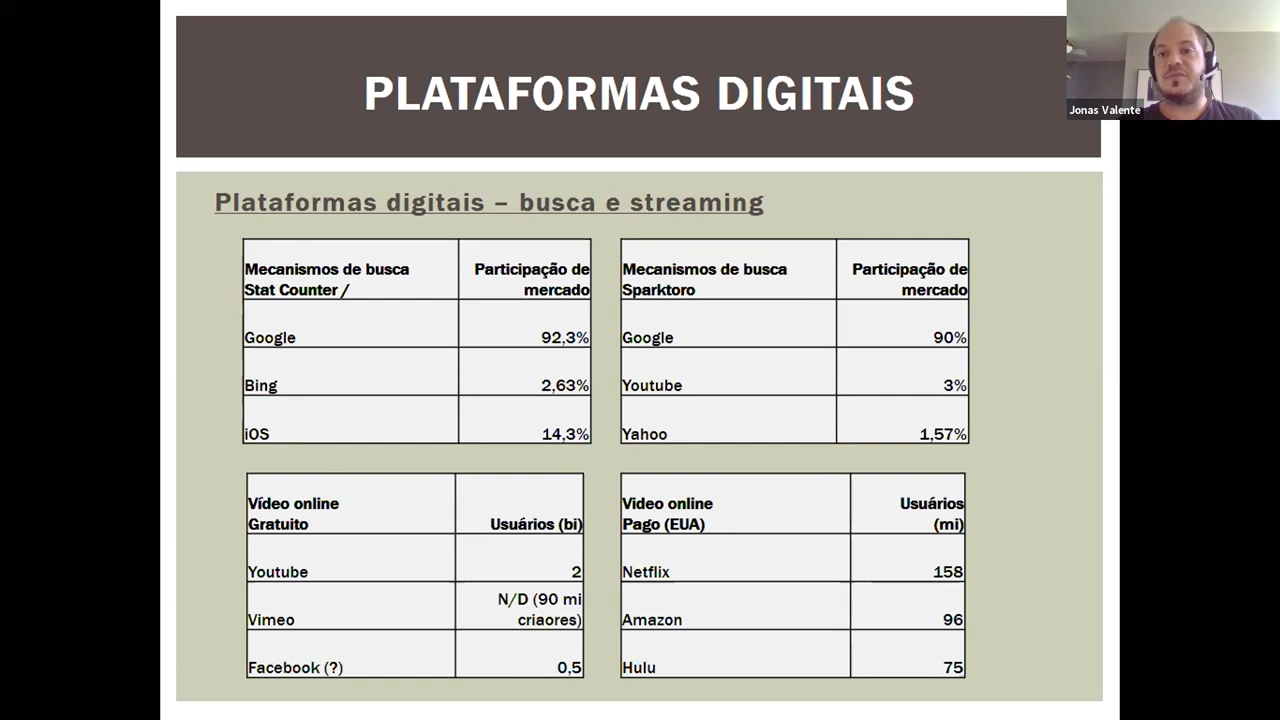 PLATAFORMAS DIGITAIS
Jonas Valente
Plataformas digitais – busca e streaming
Mecanismos de busca
Stat Counter /
Participação de
mercado
Google
92,3%
Bing
2,63%
iOS
14,3%
Mecanismos de busca
Sparktoro
Participação de
mercado
Google
90%
Youtube
3%
Yahoo
1,57%
Vídeo online
Gratuito
Usuários (bi)
Youtube
2
Vimeo
N/D (90 mi
criaores)
Facebook (?)
0,5
Video online
Pago (EUA)
Usuários
(mi)
Netflix
158
Amazon
96
Hulu
75